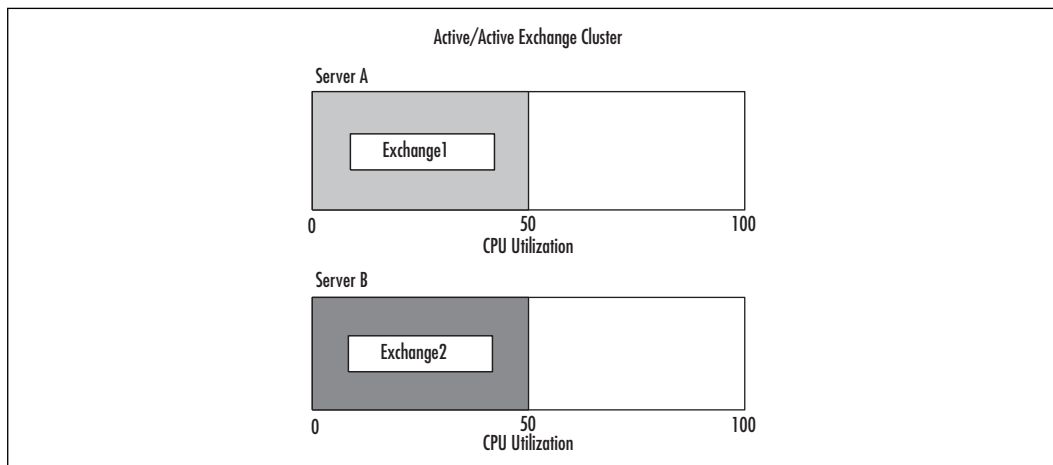 Active/Active Exchange Cluster
Server A
Exchange1
0 50 100
CPU Utilization
Server B
Exchange2
0 50 100
CPU Utilization